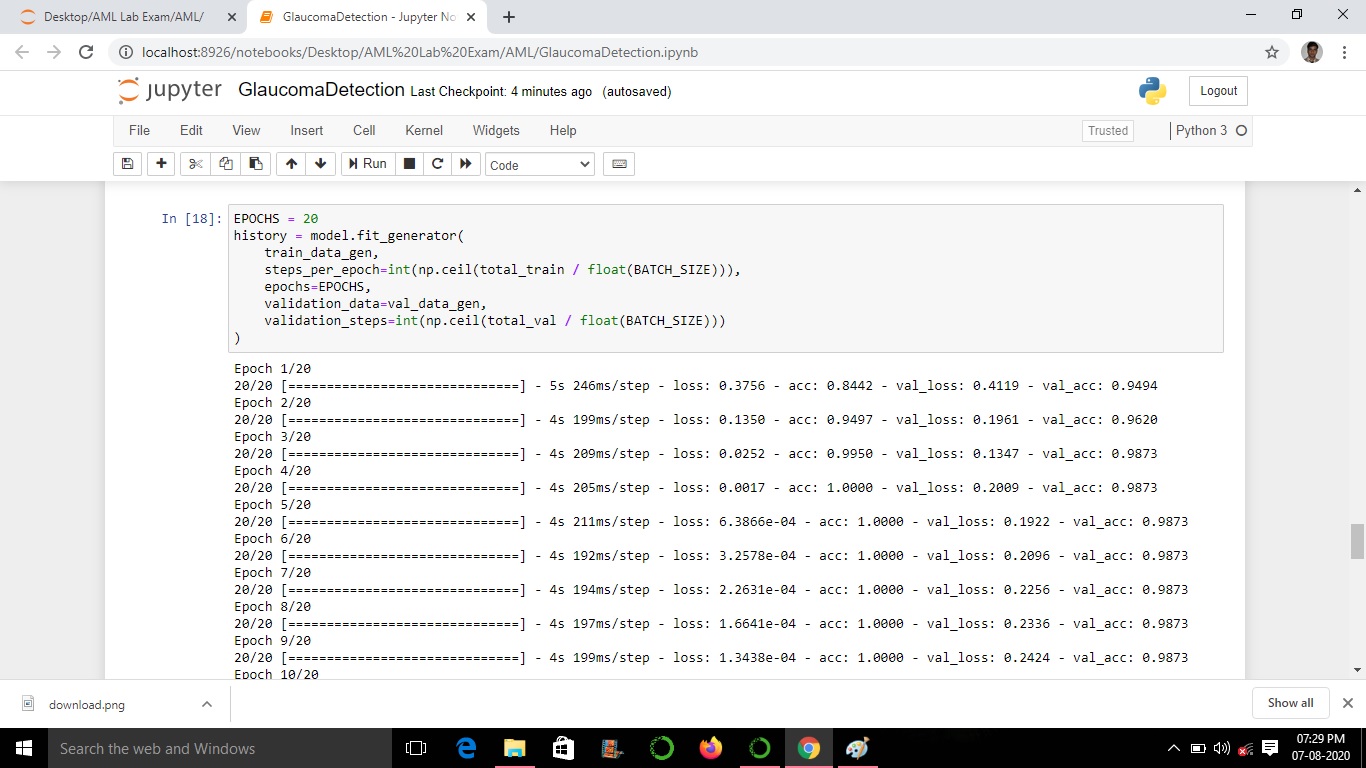 Desktop/AML Lab Exam/AML/
GlaucomaDetection - Jupyter No
localhost:8926/notebooks/Desktop/AML%20Lab%20Exam/AML/GlaucomaDetection.ipynb
jupyter GlaucomaDetection Last Checkpoint: 4 minutes ago (autosaved)
Logout
File Edit View Insert Cell Kernel Widgets Help
Trusted
Python 3
Run
Code
In [18]:
EPOCHS = 20
history = model.fit_generator(
    train_data_gen,
    steps_per_epoch=int(np.ceil(total_train / float(BATCH_SIZE))),
    epochs=EPOCHS,
    validation_data=val_data_gen,
    validation_steps=int(np.ceil(total_val / float(BATCH_SIZE)))
)
Epoch 1/20
20/20 [==============================] - 5s 246ms/step - loss: 0.3756 - acc: 0.8442 - val_loss: 0.4119 - val_acc: 0.9494
Epoch 2/20
20/20 [==============================] - 4s 199ms/step - loss: 0.1350 - acc: 0.9497 - val_loss: 0.1961 - val_acc: 0.9620
Epoch 3/20
20/20 [==============================] - 4s 209ms/step - loss: 0.0252 - acc: 0.9950 - val_loss: 0.1347 - val_acc: 0.9873
Epoch 4/20
20/20 [==============================] - 4s 205ms/step - loss: 0.0017 - acc: 1.0000 - val_loss: 0.2009 - val_acc: 0.9873
Epoch 5/20
20/20 [==============================] - 4s 211ms/step - loss: 6.3866e-04 - acc: 1.0000 - val_loss: 0.1922 - val_acc: 0.9873
Epoch 6/20
20/20 [==============================] - 4s 192ms/step - loss: 3.2578e-04 - acc: 1.0000 - val_loss: 0.2096 - val_acc: 0.9873
Epoch 7/20
20/20 [==============================] - 4s 194ms/step - loss: 2.2631e-04 - acc: 1.0000 - val_loss: 0.2256 - val_acc: 0.9873
Epoch 8/20
20/20 [==============================] - 4s 197ms/step - loss: 1.6641e-04 - acc: 1.0000 - val_loss: 0.2336 - val_acc: 0.9873
Epoch 9/20
20/20 [==============================] - 4s 199ms/step - loss: 1.3438e-04 - acc: 1.0000 - val_loss: 0.2424 - val_acc: 0.9873
Epoch 10/20
download.png
Show all
Search the web and Windows
07:29 PM
07-08-2020